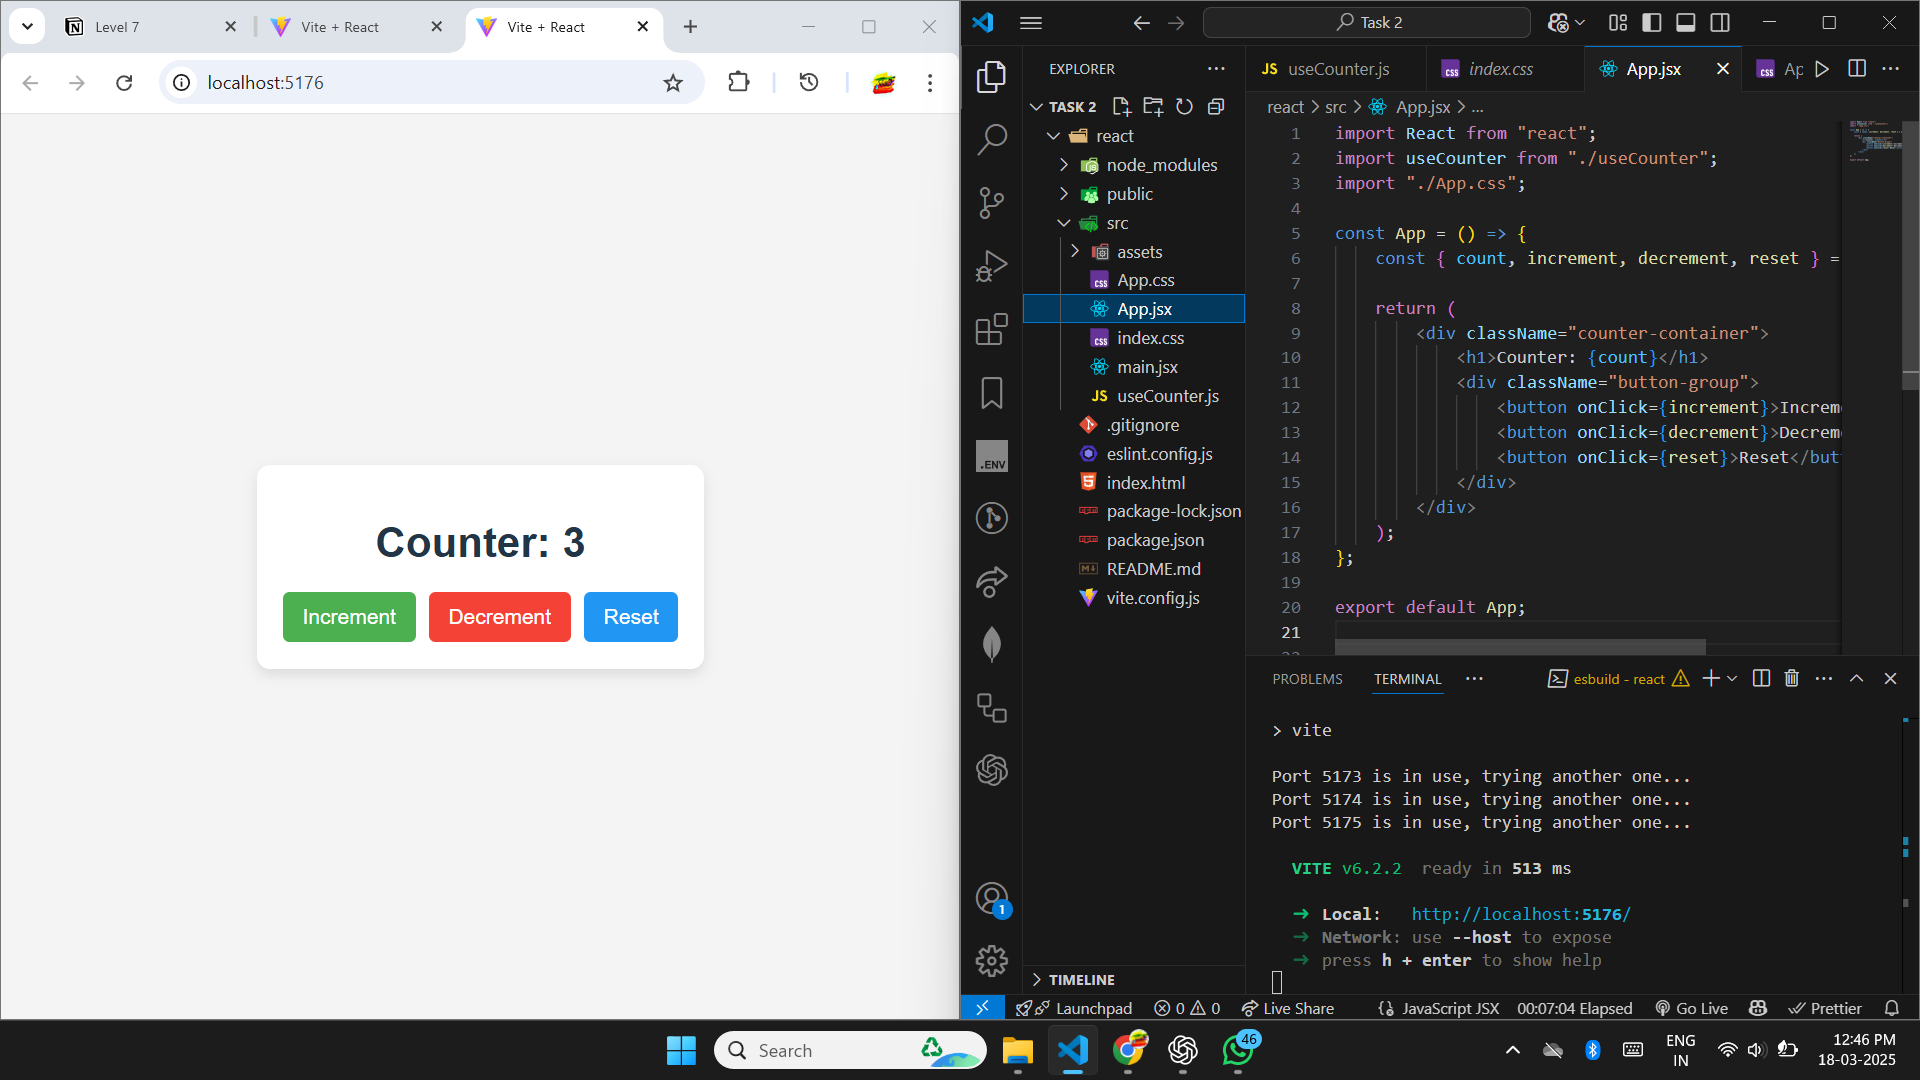 Level 7
Vite + React
Vite + React
localhost:5176
Counter: 3
Increment
Decrement
Reset
Task 2
EXPLORER
TASK 2
react
node_modules
public
src
assets
App.css
App.jsx
index.css
main.jsx
useCounter.js
.gitignore
eslint.config.js
index.html
package-lock.json
package.json
README.md
vite.config.js
TIMELINE
.ENV
1
JS useCounter.js
css index.css
App.jsx
css Ap
react > src > App.jsx > ...
1 import React from "react";
2 import useCounter from "./useCounter";
3 import "./App.css";
4
5 const App = () => {
6 const { count, increment, decrement, reset } =
7
8 return (
9 <div className="counter-container">
10 <h1>Counter: {count}</h1>
11 <div className="button-group">
12 <button onClick={increment}>Increm
13 <button onClick={decrement}>Decrem
14 <button onClick={reset}>Reset</but
15 </div>
16 </div>
17 );
18 };
19
20 export default App;
21
PROBLEMS
TERMINAL
esbuild - react
> vite
Port 5173 is in use, trying another one...
Port 5174 is in use, trying another one...
Port 5175 is in use, trying another one...
VITE v6.2.2 ready in 513 ms
➜ Local: http://localhost:5176/
➜ Network: use --host to expose
➜ press h + enter to show help
Launchpad
0
0
Live Share
JavaScript JSX
00:07:04 Elapsed
Go Live
Prettier
Search
46
ENG
IN
12:46 PM
18-03-2025